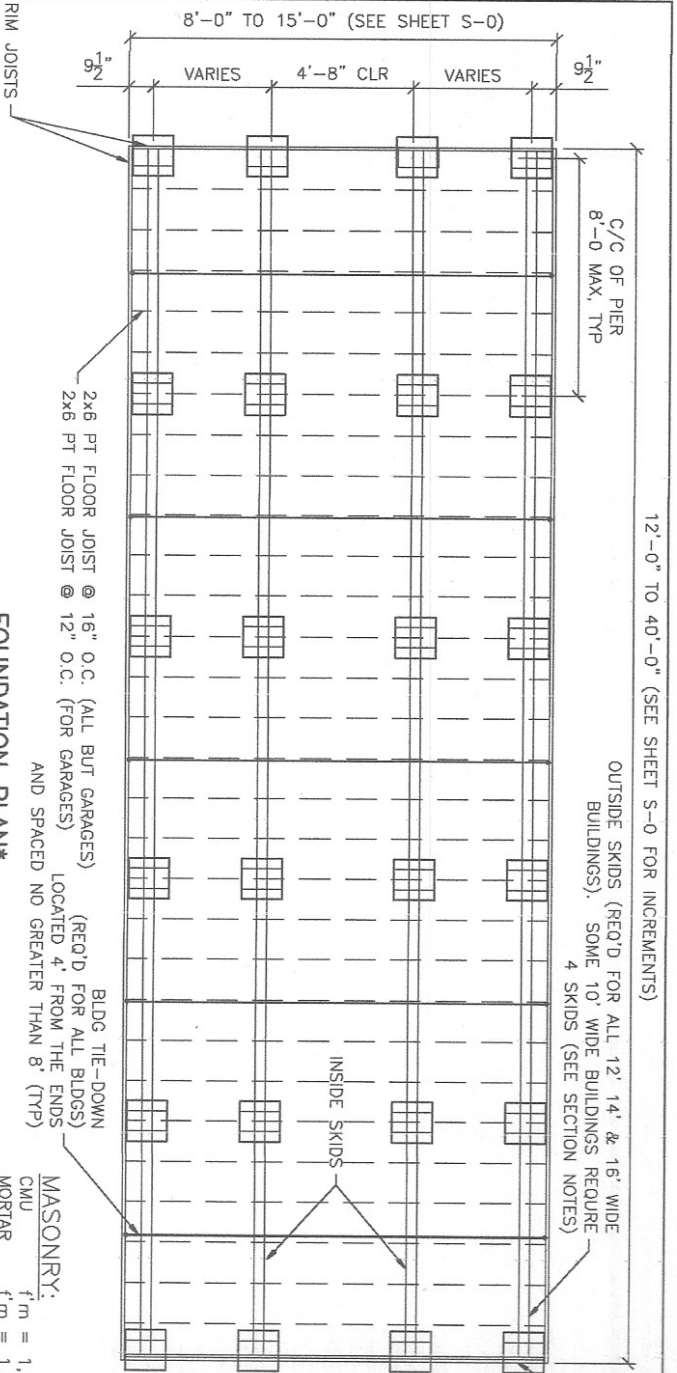 12'-0" TO 40'-0" (SEE SHEET S-0 FOR INCREMENTS)
8'-0" TO 15'-0" (SEE SHEET S-0)
9½"
VARIES
4'-8" CLR
VARIES
9½"
C/C OF PIER
8'-0 MAX, TYP
OUTSIDE SKIDS (REQ'D FOR ALL 12' 14' & 16' WIDE
BUILDINGS). SOME 10' WIDE BUILDINGS REQURE
4 SKIDS (SEE SECTION NOTES)
INSIDE SKIDS
RIM JOISTS
2x6 PT FLOOR JOIST @ 16" O.C. (ALL BUT GARAGES)
2x6 PT FLOOR JOIST @ 12" O.C. (FOR GARAGES)
BLDG TIE-DOWN
(REQ'D FOR ALL BLDGS)
LOCATED 4' FROM THE ENDS
AND SPACED NO GREATER THAN 8' (TYP)
FOUNDATION PLAN*
MASONRY:
CMU f'm = 1,
MORTAR f'm = 1